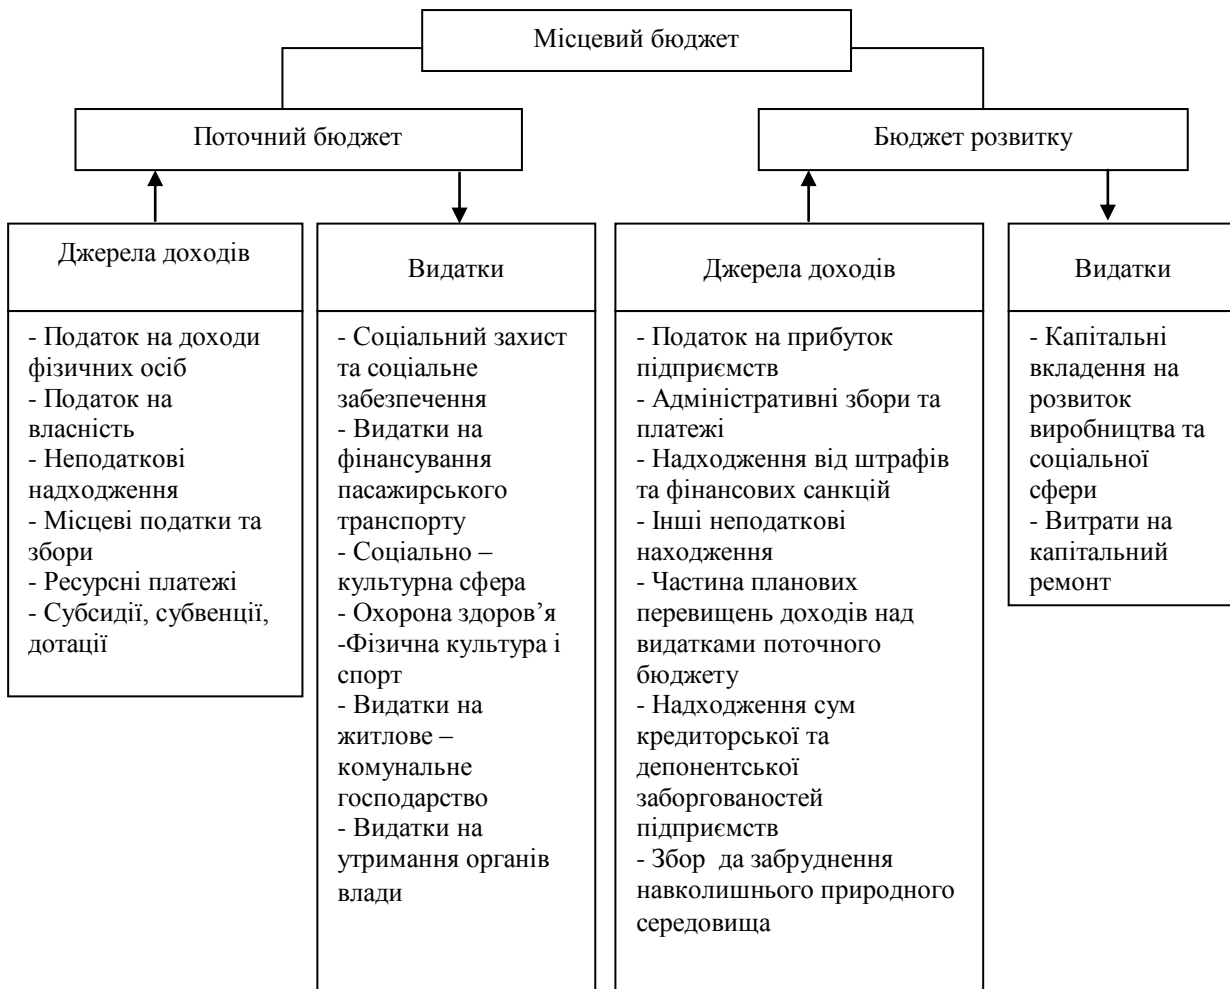 Місцевий бюджет
Поточний бюджет
Бюджет розвитку
Джерела доходів
- Податок на доходи
фізичних осіб
- Податок на
власність
- Неподаткові
надходження
- Місцеві податки та
збори
- Ресурсні платежі
- Субсидії, субвенції,
дотації
Видатки
- Соціальний захист
та соціальне
забезпечення
- Видатки на
фінансування
пасажирського
транспорту
- Соціально –
культурна сфера
- Охорона здоров’я
-Фізична культура і
спорт
- Видатки на
житлове –
комунальне
господарство
- Видатки на
утримання органів
влади
Джерела доходів
- Податок на прибуток
підприємств
- Адміністративні збори та
платежі
- Надходження від штрафів
та фінансових санкцій
- Інші неподаткові
находження
- Частина планових
перевищень доходів над
видатками поточного
бюджету
- Надходження сум
кредиторської та
депонентської
заборгованостей
підприємств
- Збор  да забруднення
навколишнього природного
середовища
Видатки
- Капітальні
вкладення на
розвиток
виробництва та
соціальної
сфери
- Витрати на
капітальний
ремонт